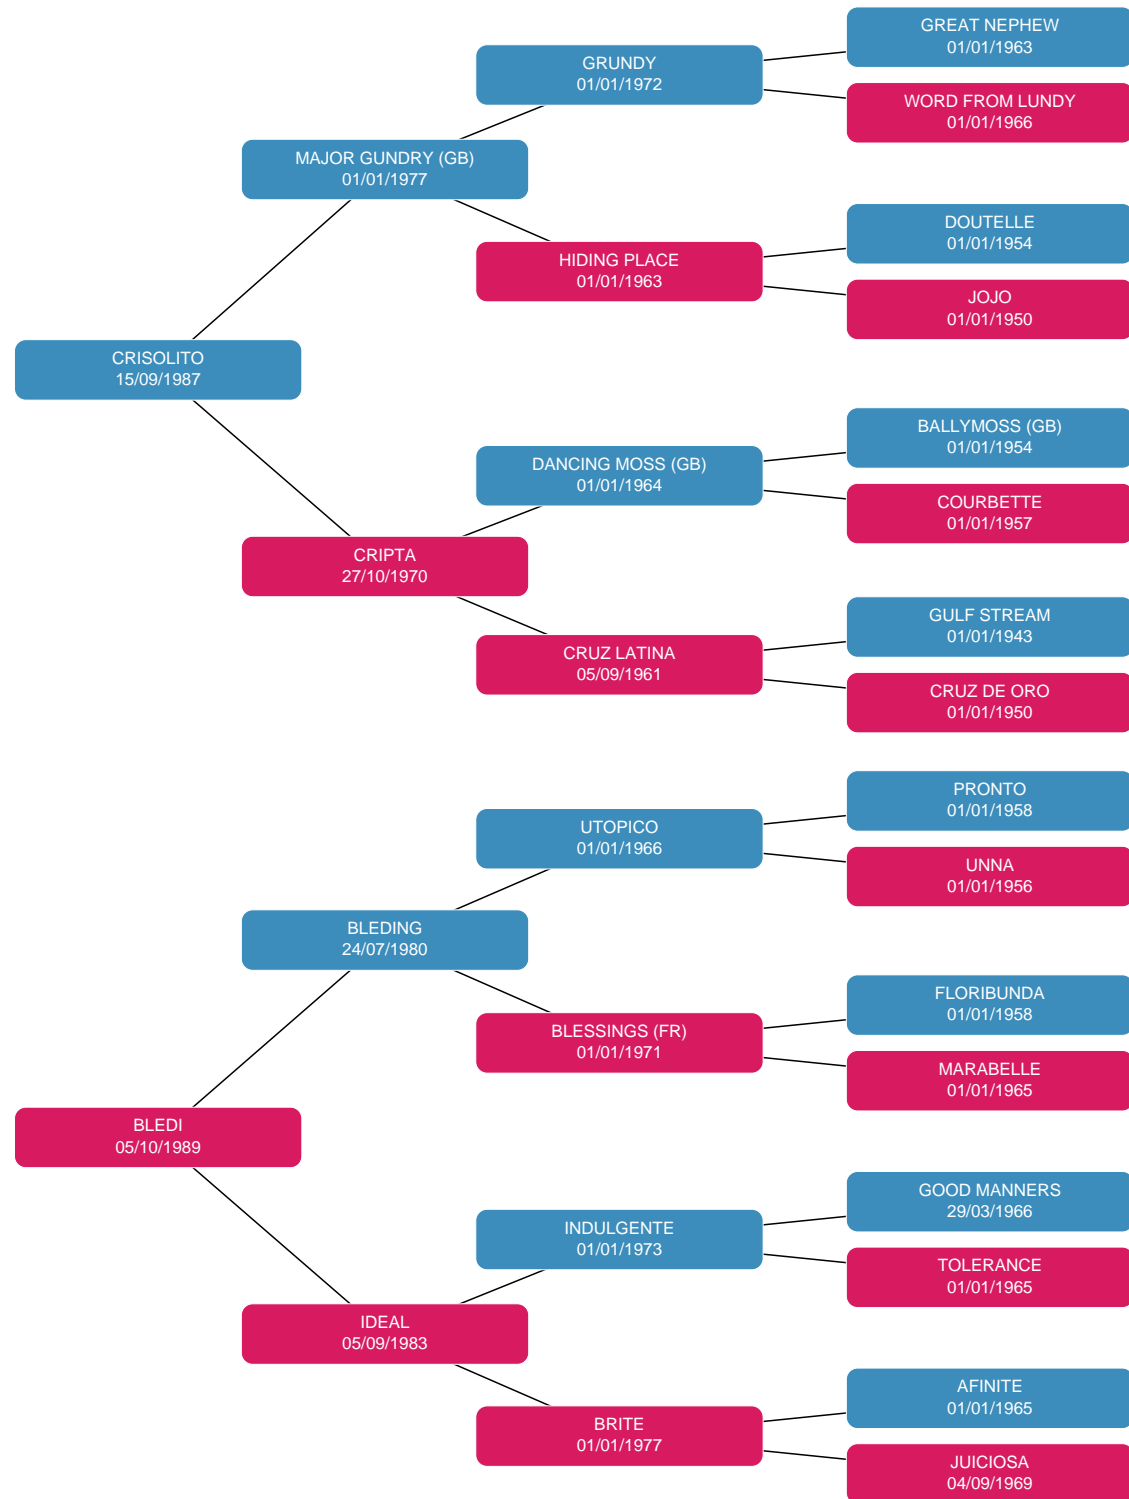 GREAT NEPHEW
01/01/1963
GRUNDY
01/01/1972
WORD FROM LUNDY
01/01/1966
MAJOR GUNDRY (GB)
01/01/1977
DOUTELLE
01/01/1954
HIDING PLACE
01/01/1963
JOJO
01/01/1950
CRISOLITO
15/09/1987
BALLYMOSS (GB)
01/01/1954
DANCING MOSS (GB)
01/01/1964
COURBETTE
01/01/1957
CRIPTA
27/10/1970
GULF STREAM
01/01/1943
CRUZ LATINA
05/09/1961
CRUZ DE ORO
01/01/1950
PRONTO
01/01/1958
UTOPICO
01/01/1966
UNNA
01/01/1956
BLEDING
24/07/1980
FLORIBUNDA
01/01/1958
BLESSINGS (FR)
01/01/1971
MARABELLE
01/01/1965
BLEDI
05/10/1989
GOOD MANNERS
29/03/1966
INDULGENTE
01/01/1973
TOLERANCE
01/01/1965
IDEAL
05/09/1983
AFINITE
01/01/1965
BRITE
01/01/1977
JUICIOSA
04/09/1969